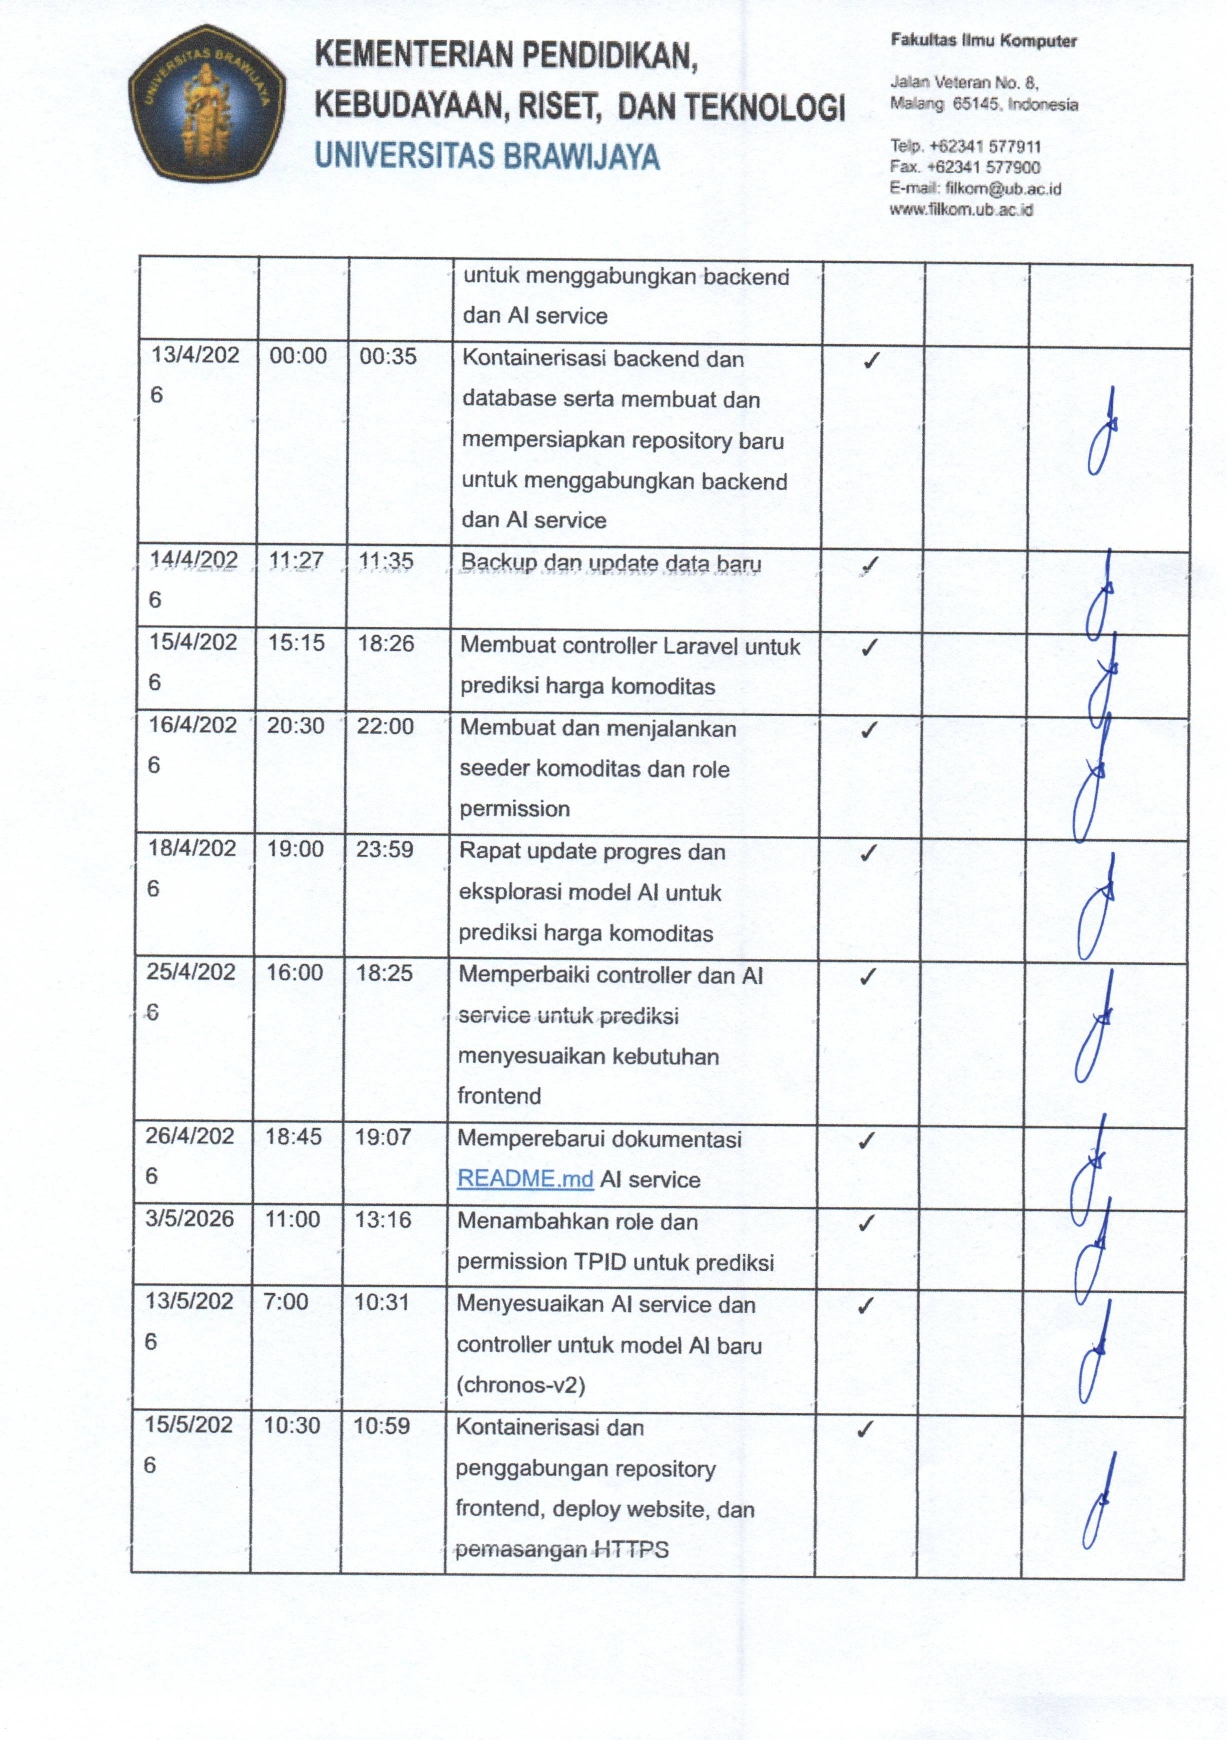 UNIVERSITAS BRAWIJAYA
KEMENTERIAN PENDIDIKAN,
KEBUDAYAAN, RISET, DAN TEKNOLOGI
UNIVERSITAS BRAWIJAYA
Fakultas Ilmu Komputer
Jalan Veteran No. 8,
Malang 65145, Indonesia
Telp. +62341 577911
Fax. +62341 577900
E-mail: filkom@ub.ac.id
www.filkom.ub.ac.id
untuk menggabungkan backend
dan AI service
13/4/202 00:00 00:35 Kontainerisasi backend dan ✓
6 database serta membuat dan
mempersiapkan repository baru
untuk menggabungkan backend
dan AI service
14/4/202 11:27 11:35 Backup dan update data baru ✓
6
15/4/202 15:15 18:26 Membuat controller Laravel untuk ✓
6 prediksi harga komoditas
16/4/202 20:30 22:00 Membuat dan menjalankan ✓
6 seeder komoditas dan role
permission
18/4/202 19:00 23:59 Rapat update progres dan ✓
6 eksplorasi model AI untuk
prediksi harga komoditas
25/4/202 16:00 18:25 Memperbaiki controller dan AI ✓
6 service untuk prediksi
menyesuaikan kebutuhan
frontend
26/4/202 18:45 19:07 Memperebarui dokumentasi ✓
6 README.md AI service
3/5/2026 11:00 13:16 Menambahkan role dan ✓
permission TPID untuk prediksi
13/5/202 7:00 10:31 Menyesuaikan AI service dan ✓
6 controller untuk model AI baru
(chronos-v2)
15/5/202 10:30 10:59 Kontainerisasi dan ✓
6 penggabungan repository
frontend, deploy website, dan
pemasangan HTTPS